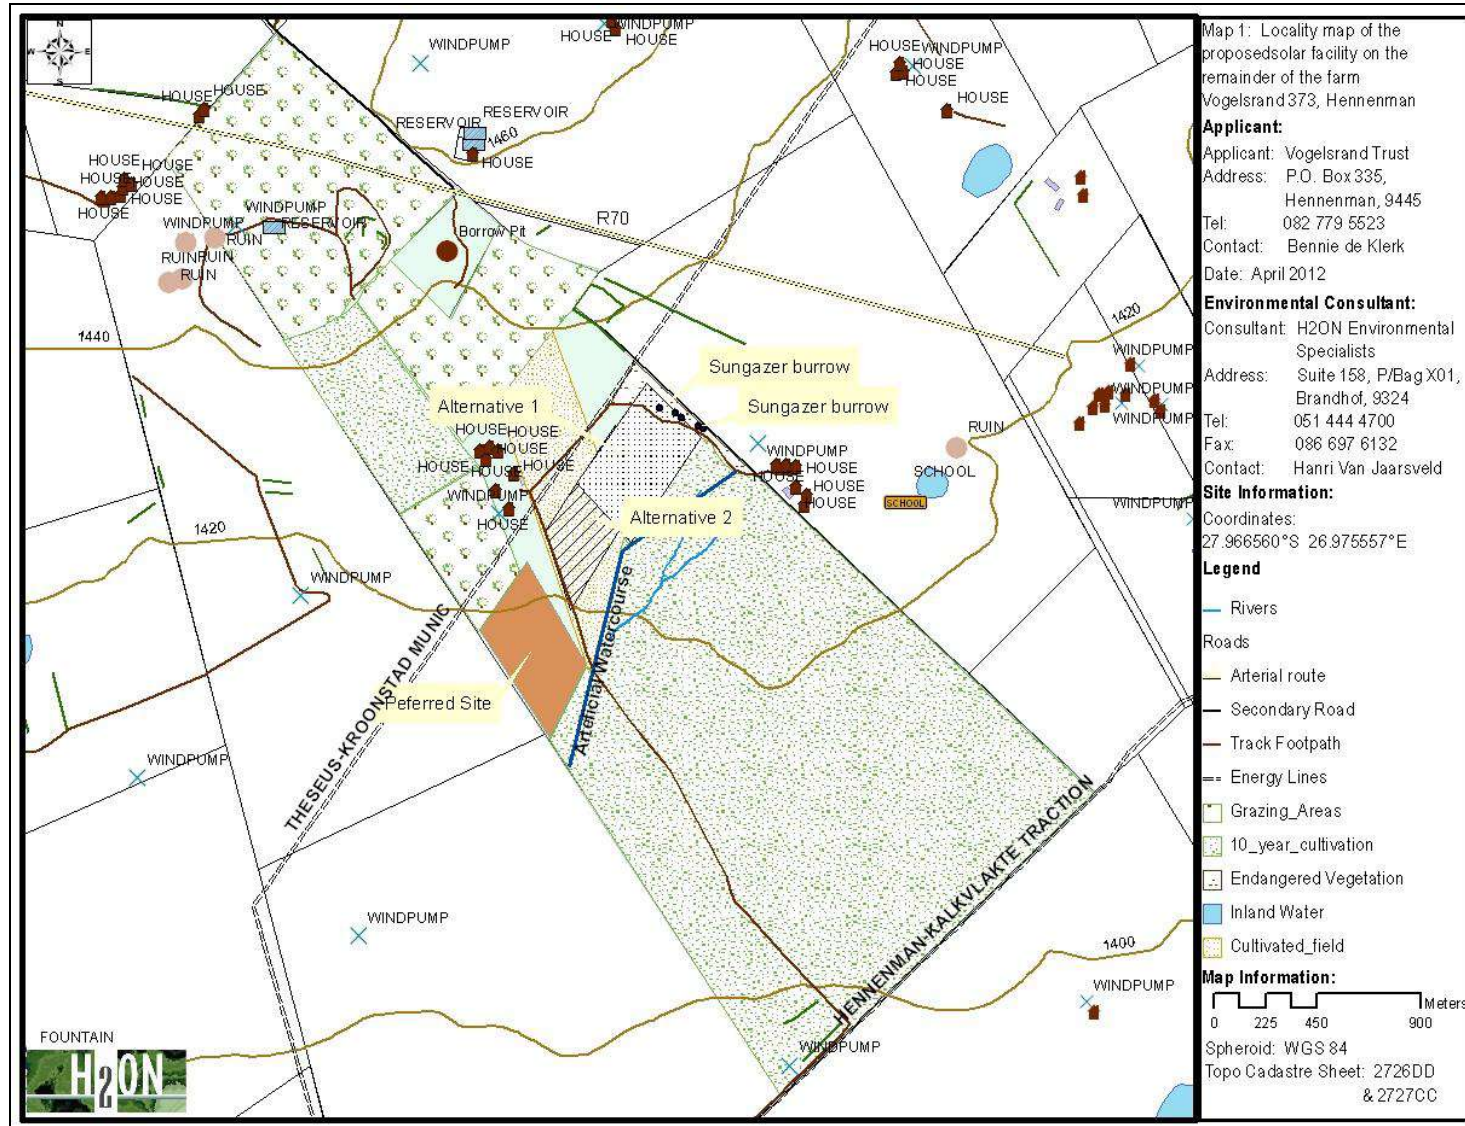 N
W E
S
WINDPUMP
HOUSE
WINDPUMP
HOUSE
HOUSE
WINDPUMP
HOUSE
HOUSE
HOUSE
HOUSE
HOUSE
RESERVOIR
RESERVOIR
1460
HOUSE
HOUSE
HOUSE
HOUSE
HOUSE
HOUSE
HOUSE
WINDPUMP
WINDPUMP
RESERVOIR
RUIN
RUIN
RUIN
RUIN
Borrow Pit
R70
1440
1420
WINDPUMP
WINDPUMP
WINDPUMP
Sungazer burrow
Sungazer burrow
Alternative 1
HOUSE
HOUSE
HOUSE
HOUSE
HOUSE
HOUSE
WINDPUMP
HOUSE
WINDPUMP
HOUSE
HOUSE
HOUSE
HOUSE
RUIN
SCHOOL
SCHOOL
WINDPUMP
Alternative 2
1420
WINDPUMP
THESEUS-KROONSTAD MUNIC
Arteficial Watercourse
Peferred Site
WINDPUMP
HENNENMAN-KALKVLAKTE TRACTION
WINDPUMP
1400
WINDPUMP
WINDPUMP
FOUNTAIN
H2ON
Map 1: Locality map of the
proposedsolar facility on the
remainder of the farm
Vogelsrand 373, Hennenman
Applicant:
Applicant: Vogelsrand Trust
Address: P.O. Box 335,
Hennenman, 9445
Tel: 082 779 5523
Contact: Bennie de Klerk
Date: April 2012
Environmental Consultant:
Consultant: H2ON Environmental
Specialists
Address: Suite 158, P/Bag X01,
Brandhof, 9324
Tel: 051 444 4700
Fax: 086 697 6132
Contact: Hanri Van Jaarsveld
Site Information:
Coordinates:
27.966560°S 26.975557°E
Legend
Rivers
Roads
Arterial route
Secondary Road
Track Footpath
Energy Lines
Grazing_Areas
10_year_cultivation
Endangered Vegetation
Inland Water
Cultivated_field
Map Information:
Meters
0 225 450 900
Spheroid: WGS 84
Topo Cadastre Sheet: 2726DD
& 2727CC